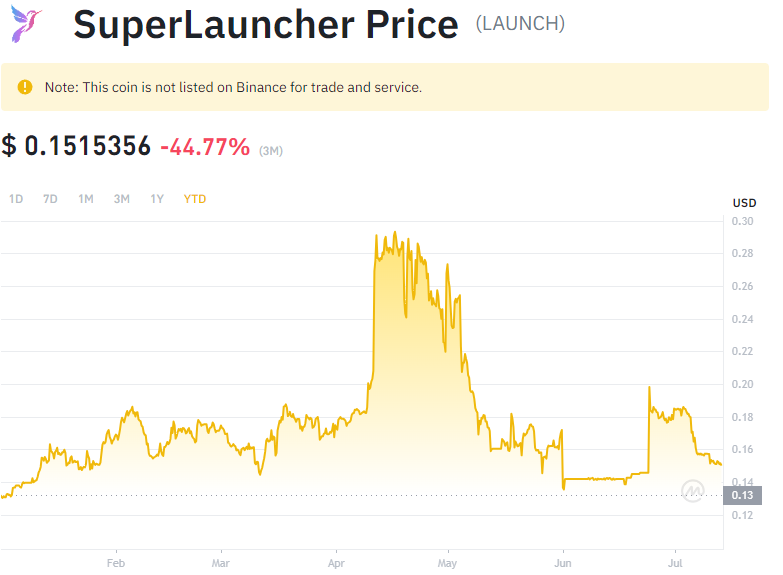 SuperLauncher Price (LAUNCH)
Note: This coin is not listed on Binance for trade and service.
$ 0.1515356 -44.77% (3M)
1D 7D 1M 3M 1Y YTD
USD
0.30
0.28
0.26
0.24
0.22
0.20
0.18
0.16
0.14
0.13
0.12
Feb Mar Apr May Jun Jul